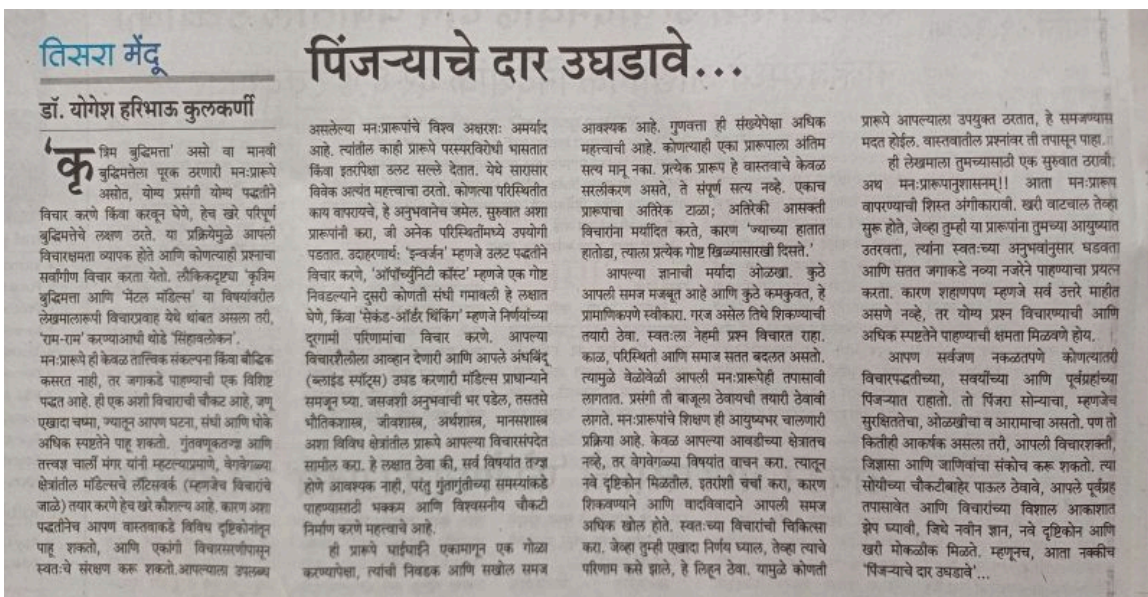 तिसरा मेंदू
पिंजऱ्याचे दार उघडावे...
डॉ. योगेश हरिभाऊ कुलकर्णी
'कृत्रिम बुद्धिमत्ता' असो वा मानवी
बुद्धिमत्तेला पूरक ठरणारी मनःप्रारूपे
असोत, योग्य प्रसंगी योग्य पद्धतीने
विचार करणे किंवा करवून घेणे, हेच खरे परिपूर्ण
बुद्धिमत्तेचे लक्षण ठरते. या प्रक्रियेमुळे आपली
विचारक्षमता व्यापक होते आणि कोणत्याही प्रश्नाचा
सर्वांगीण विचार करता येतो. लौकिकदृष्ट्या 'कृत्रिम
बुद्धिमत्ता आणि 'मेंटल मॉडेल्स' या विषयांवरील
लेखमालारूपी विचारप्रवाह येथे थांबत असला तरी,
'राम-राम' करण्याआधी थोडे 'सिंहावलोकन'.
मनःप्रारूपे ही केवळ तात्त्विक संकल्पना किंवा बौद्धिक
कसरत नाही, तर जगाकडे पाहण्याची एक विशिष्ट
पद्धत आहे. ही एक अशी विचारांची चौकट आहे, जणू
एखादा चष्मा, ज्यातून आपण घटना, संधी आणि धोके
अधिक स्पष्टतेने पाहू शकतो. गुंतवणूकतज्ज्ञ आणि
तत्त्वज्ञ चार्ली मंगर यांनी म्हटल्याप्रमाणे, वेगवेगळ्या
क्षेत्रांतील मॉडेल्सचे लॅटिसवर्क (म्हणजेच विचारांचे
जाळे) तयार करणे हेच खरे कौशल्य आहे. कारण अशा
पद्धतीनेच आपण वास्तवाकडे विविध दृष्टिकोनांतून
पाहू शकतो, आणि एकांगी विचारसरणीपासून
स्वतःचे संरक्षण करू शकतो.आपल्याला उपलब्ध
असलेल्या मनःप्रारूपांचे विश्व अक्षरशः अमर्याद
आहे. त्यांतील काही प्रारूपे परस्परविरोधी भासतात
किंवा इतरांपेक्षा उलट सल्ले देतात. येथे सारासार
विवेक अत्यंत महत्त्वाचा ठरतो. कोणत्या परिस्थितीत
काय वापरायचे, हे अनुभवानेच जमेल. सुरुवात अशा
प्रारूपांनी करा, जी अनेक परिस्थितींमध्ये उपयोगी
पडतात. उदाहरणार्थ: 'इन्व्हर्जन' म्हणजे उलट पद्धतीने
विचार करणे, 'ऑपॉर्च्युनिटी कॉस्ट' म्हणजे एक गोष्ट
निवडल्याने दुसरी कोणती संधी गमावली हे लक्षात
घेणे, किंवा 'सेकंड-ऑर्डर थिंकिंग' म्हणजे निर्णयांच्या
दूरगामी परिणामांचा विचार करणे. आपल्या
विचारशैलीला आव्हान देणारी आणि आपले अंधबिंदू
(ब्लाइंड स्पॉट्स) उघड करणारी मॉडेल्स प्राधान्याने
समजून घ्या. जसजशी अनुभवाची भर पडेल, तसतसे
भौतिकशास्त्र, जीवशास्त्र, अर्थशास्त्र, मानसशास्त्र
अशा विविध क्षेत्रांतील प्रारूपे आपल्या विचारसंपदेत
सामील करा. हे लक्षात ठेवा की, सर्व विषयांत तज्ज्ञ
होणे आवश्यक नाही, परंतु गुंतागुंतीच्या समस्यांकडे
पाहण्यासाठी भक्कम आणि विश्वसनीय चौकटी
निर्माण करणे महत्त्वाचे आहे.
ही प्रारूपे घाईघाईने एकामागून एक गोळा
करण्यापेक्षा, त्यांची निवडक आणि सखोल समज
आवश्यक आहे. गुणवत्ता ही संख्येपेक्षा अधिक
महत्त्वाची आहे. कोणत्याही एका प्रारूपाला अंतिम
सत्य मानू नका. प्रत्येक प्रारूप हे वास्तवाचे केवळ
सरलीकरण असते, ते संपूर्ण सत्य नव्हे. एकाच
प्रारूपाचा अतिरेक टाळा; अतिरेकी आसक्ती
विचारांना मर्यादित करते, कारण 'ज्याच्या हातात
हातोडा, त्याला प्रत्येक गोष्ट खिळ्यासारखी दिसते.'
आपल्या ज्ञानाची मर्यादा ओळखा. कुठे
आपली समज मजबूत आहे आणि कुठे कमकुवत, हे
प्रामाणिकपणे स्वीकारा. गरज असेल तिथे शिकण्याची
तयारी ठेवा. स्वतःला नेहमी प्रश्न विचारत राहा.
काळ, परिस्थिती आणि समाज सतत बदलत असतो.
त्यामुळे वेळोवेळी आपली मनःप्रारूपेही तपासावी
लागतात. प्रसंगी ती बाजूला ठेवायची तयारी ठेवावी
लागते. मनःप्रारूपांचे शिक्षण ही आयुष्यभर चालणारी
प्रक्रिया आहे. केवळ आपल्या आवडीच्या क्षेत्रातच
नव्हे, तर वेगवेगळ्या विषयांत वाचन करा. त्यातून
नवे दृष्टिकोन मिळतील. इतरांशी चर्चा करा, कारण
शिकवण्याने आणि वादविवादाने आपली समज
अधिक खोल होते. स्वतःच्या विचारांची चिकित्सा
करा. जेव्हा तुम्ही एखादा निर्णय घ्याल, तेव्हा त्याचे
परिणाम कसे झाले, हे लिहून ठेवा. यामुळे कोणती
प्रारूपे आपल्याला उपयुक्त ठरतात, हे समजण्यास
मदत होईल. वास्तवातील प्रश्नांवर ती तपासून पाहा.
ही लेखमाला तुमच्यासाठी एक सुरुवात ठरावी.
अथ मनःप्रारूपानुशासनम्!! आता मनःप्रारूप
वापरण्याची शिस्त अंगीकारावी. खरी वाटचाल तेव्हा
सुरू होते, जेव्हा तुम्ही या प्रारूपांना तुमच्या आयुष्यात
उतरवता, त्यांना स्वतःच्या अनुभवांनुसार घडवता
आणि सतत जगाकडे नव्या नजरेने पाहण्याचा प्रयत्न
करता. कारण शहाणपण म्हणजे सर्व उत्तरे माहीत
असणे नव्हे, तर योग्य प्रश्न विचारण्याची आणि
अधिक स्पष्टतेने पाहण्याची क्षमता मिळवणे होय.
आपण सर्वजण नकळतपणे कोणत्यातरी
विचारपद्धतीच्या, सवयींच्या आणि पूर्वग्रहांच्या
पिंजऱ्यात राहातो. तो पिंजरा सोन्याचा, म्हणजेच
सुरक्षिततेचा, ओळखीचा व आरामाचा असतो. पण तो
कितीही आकर्षक असला तरी, आपली विचारशक्ती,
जिज्ञासा आणि जाणिवांचा संकोच करू शकतो. त्या
सोयीच्या चौकटीबाहेर पाऊल ठेवावे, आपले पूर्वग्रह
तपासावेत आणि विचारांच्या विशाल आकाशात
झेप घ्यावी, जिथे नवीन ज्ञान, नवे दृष्टिकोन आणि
खरी मोकळीक मिळते. म्हणूनच, आता नक्कीच
'पिंजऱ्याचे दार उघडावे'...